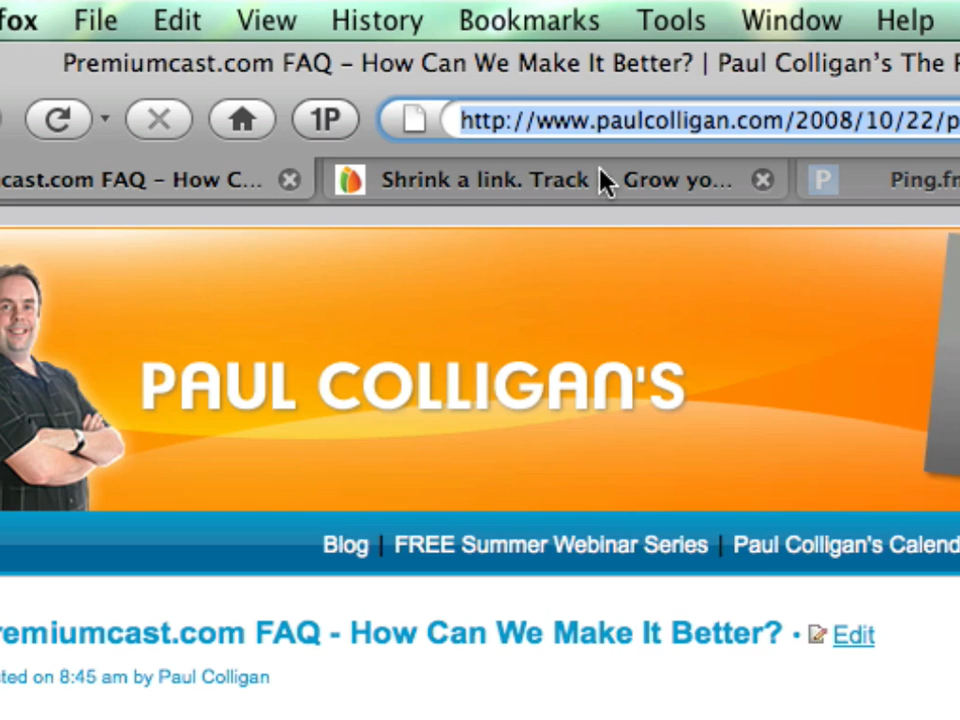 fox File Edit View History Bookmarks Tools Window Help
Premiumcast.com FAQ – How Can We Make It Better? | Paul Colligan's The P
1P http://www.paulcolligan.com/2008/10/22/p
cast.com FAQ – How C... Shrink a link. Track Grow yo... P Ping.fm
PAUL COLLIGAN'S
Blog | FREE Summer Webinar Series | Paul Colligan's Calend
remiumcast.com FAQ - How Can We Make It Better? · Edit
sted on 8:45 am by Paul Colligan